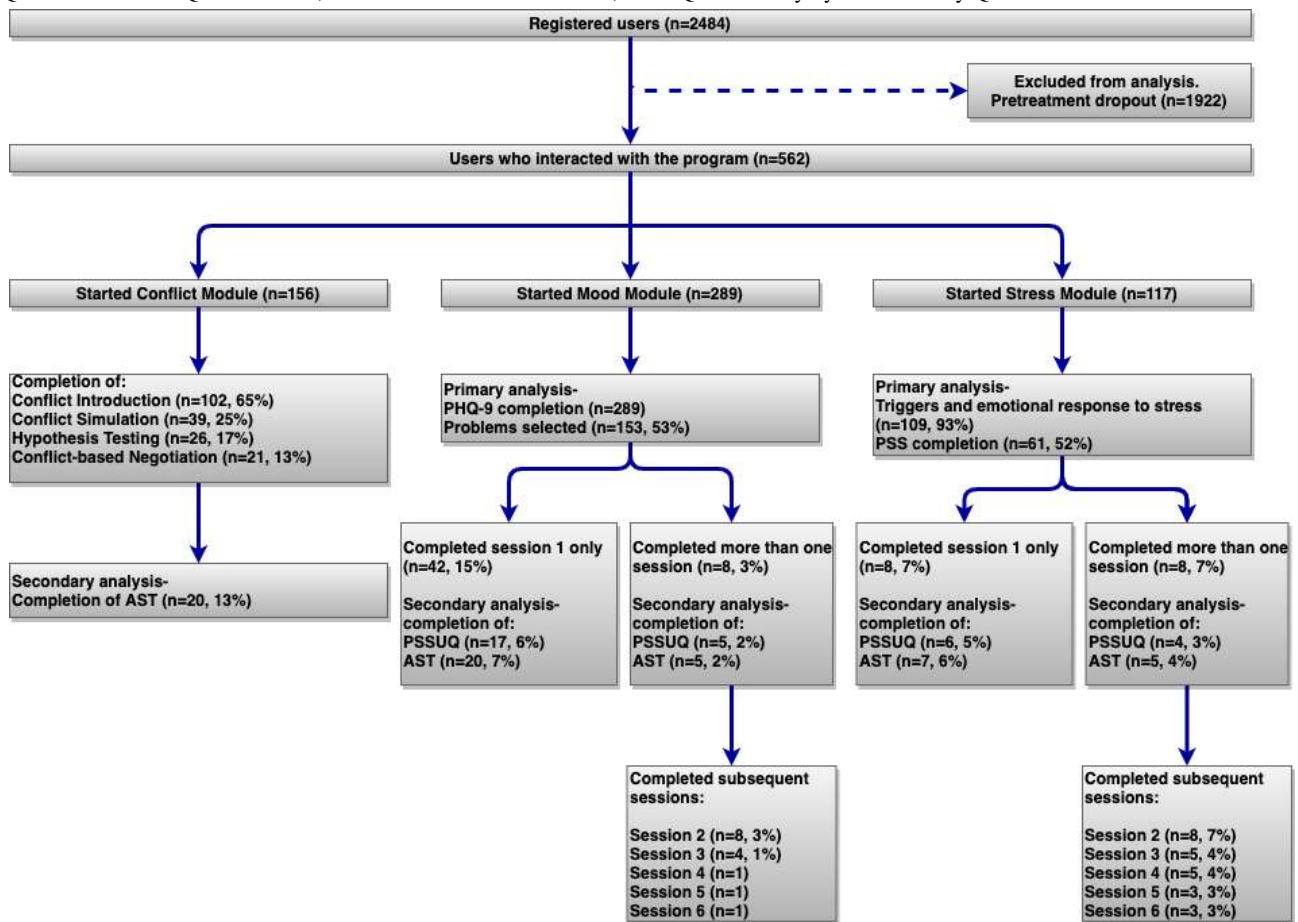 Registered users (n=2484)
Excluded from analysis.
Pretreatment dropout (n=1922)
Users who interacted with the program (n=562)
Started Conflict Module (n=156)
Started Mood Module (n=289)
Started Stress Module (n=117)
Completion of:
Conflict Introduction (n=102, 65%)
Conflict Simulation (n=39, 25%)
Hypothesis Testing (n=26, 17%)
Conflict-based Negotiation (n=21, 13%)
Primary analysis-
PHQ-9 completion (n=289)
Problems selected (n=153, 53%)
Primary analysis-
Triggers and emotional response to stress
(n=109, 93%)
PSS completion (n=61, 52%)
Secondary analysis-
Completion of AST (n=20, 13%)
Completed session 1 only
(n=42, 15%)
Secondary analysis-
completion of:
PSSUQ (n=17, 6%)
AST (n=20, 7%)
Completed more than one
session (n=8, 3%)
Secondary analysis-
completion of:
PSSUQ (n=5, 2%)
AST (n=5, 2%)
Completed session 1 only
(n=8, 7%)
Secondary analysis-
completion of:
PSSUQ (n=6, 5%)
AST (n=7, 6%)
Completed more than one
session (n=8, 7%)
Secondary analysis-
completion of:
PSSUQ (n=4, 3%)
AST (n=5, 4%)
Completed subsequent
sessions:
Session 2 (n=8, 3%)
Session 3 (n=4, 1%)
Session 4 (n=1)
Session 5 (n=1)
Session 6 (n=1)
Completed subsequent
sessions:
Session 2 (n=8, 7%)
Session 3 (n=5, 4%)
Session 4 (n=5, 4%)
Session 5 (n=3, 3%)
Session 6 (n=3, 3%)